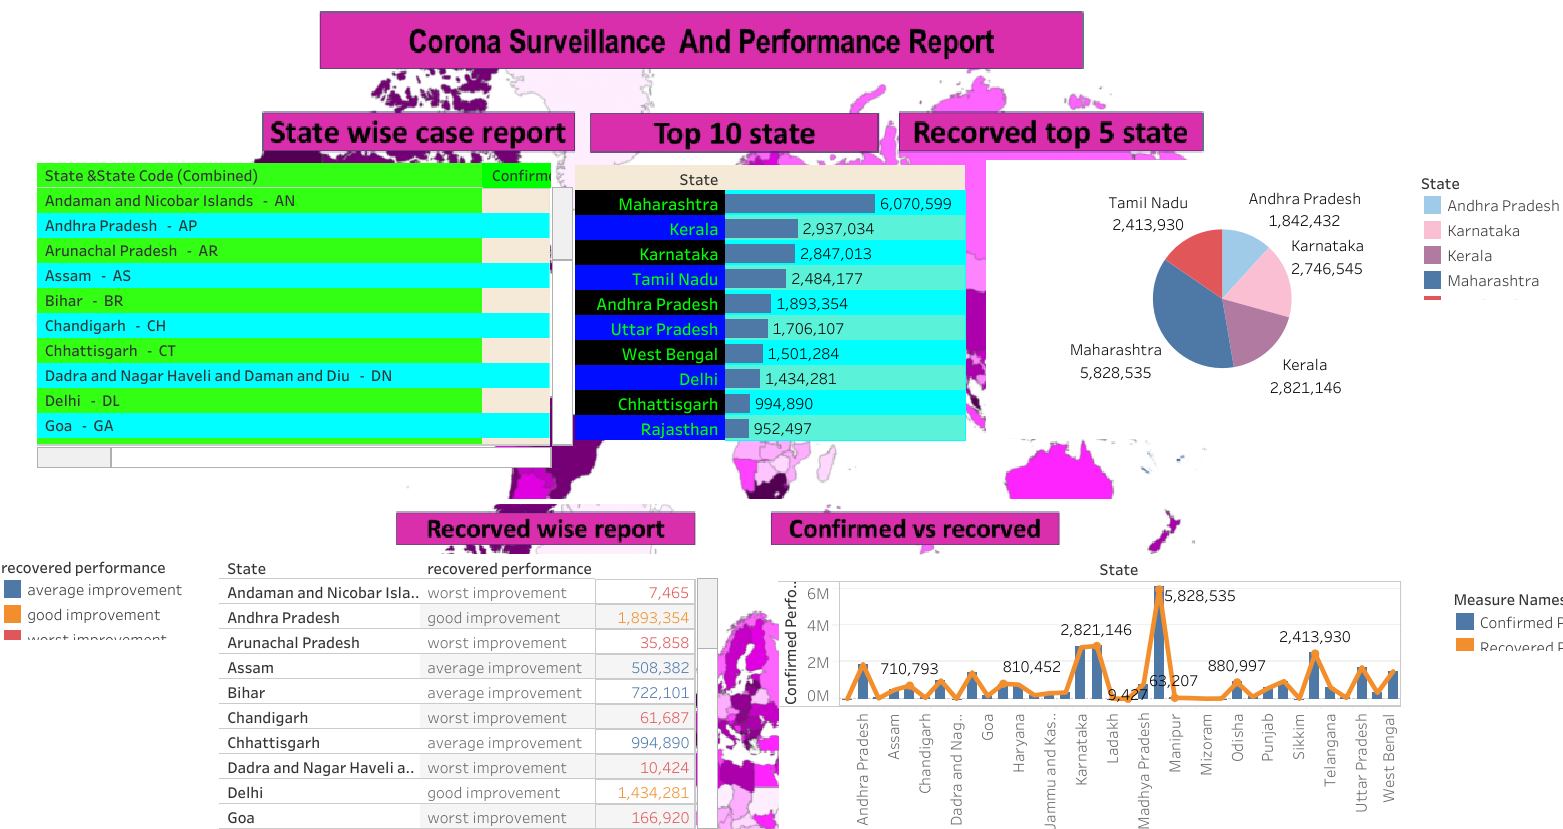 Corona Surveillance And Performance Report
State wise case report
Top 10 state
Recorved top 5 state
State &State Code (Combined) Confirm
Andaman and Nicobar Islands - AN
Andhra Pradesh - AP
Arunachal Pradesh - AR
Assam - AS
Bihar - BR
Chandigarh - CH
Chhattisgarh - CT
Dadra and Nagar Haveli and Daman and Diu - DN
Delhi - DL
Goa - GA
State
Maharashtra 6,070,599
Kerala 2,937,034
Karnataka 2,847,013
Tamil Nadu 2,484,177
Andhra Pradesh 1,893,354
Uttar Pradesh 1,706,107
West Bengal 1,501,284
Delhi 1,434,281
Chhattisgarh 994,890
Rajasthan 952,497
Tamil Nadu
2,413,930
Andhra Pradesh
1,842,432
Karnataka
2,746,545
Maharashtra
5,828,535
Kerala
2,821,146
State
Andhra Pradesh
Karnataka
Kerala
Maharashtra
Recorved wise report
Confirmed vs recorved
recovered performance
average improvement
good improvement
worst improvement
State recovered performance
Andaman and Nicobar Isla.. worst improvement 7,465
Andhra Pradesh good improvement 1,893,354
Arunachal Pradesh worst improvement 35,858
Assam average improvement 508,382
Bihar average improvement 722,101
Chandigarh worst improvement 61,687
Chhattisgarh average improvement 994,890
Dadra and Nagar Haveli a.. worst improvement 10,424
Delhi good improvement 1,434,281
Goa worst improvement 166,920
State
Confirmed Perfo..
6M
4M
2M
0M
710,793
810,452
2,821,146
9,427
63,207
5,828,535
880,997
2,413,930
Andhra Pradesh
Assam
Chandigarh
Dadra and Nag..
Goa
Haryana
Jammu and Kas..
Karnataka
Ladakh
Madhya Pradesh
Manipur
Mizoram
Odisha
Punjab
Sikkim
Telangana
Uttar Pradesh
West Bengal
Measure Names
Confirmed P
Recovered P